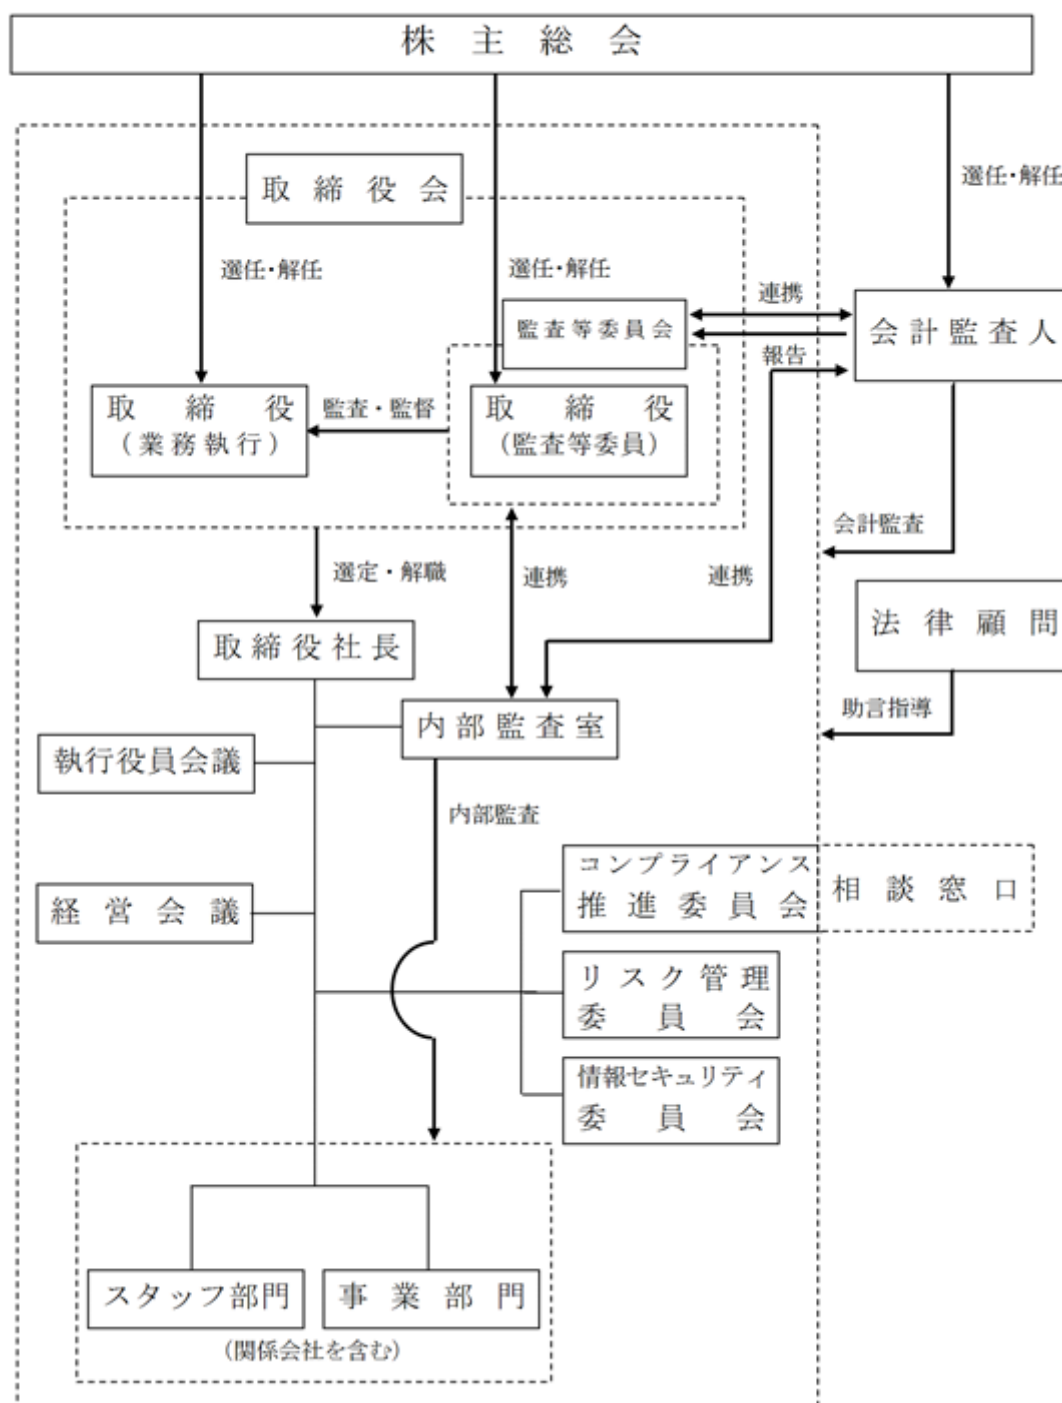 株主総会
選任・解任
取締役会
選任・解任
選任・解任
連携
監査等委員会
会計監査人
報告
取締役
(業務執行)
監査・監督
取締役
(監査等委員)
会計監査
選定・解職
連携
連携
取締役社長
法律顧問
内部監査室
助言指導
執行役員会議
内部監査
コンプライアンス
推進委員会
相談窓口
経営会議
リスク管理
委員会
情報セキュリティ
委員会
スタッフ部門
事業部門
(関係会社を含む)